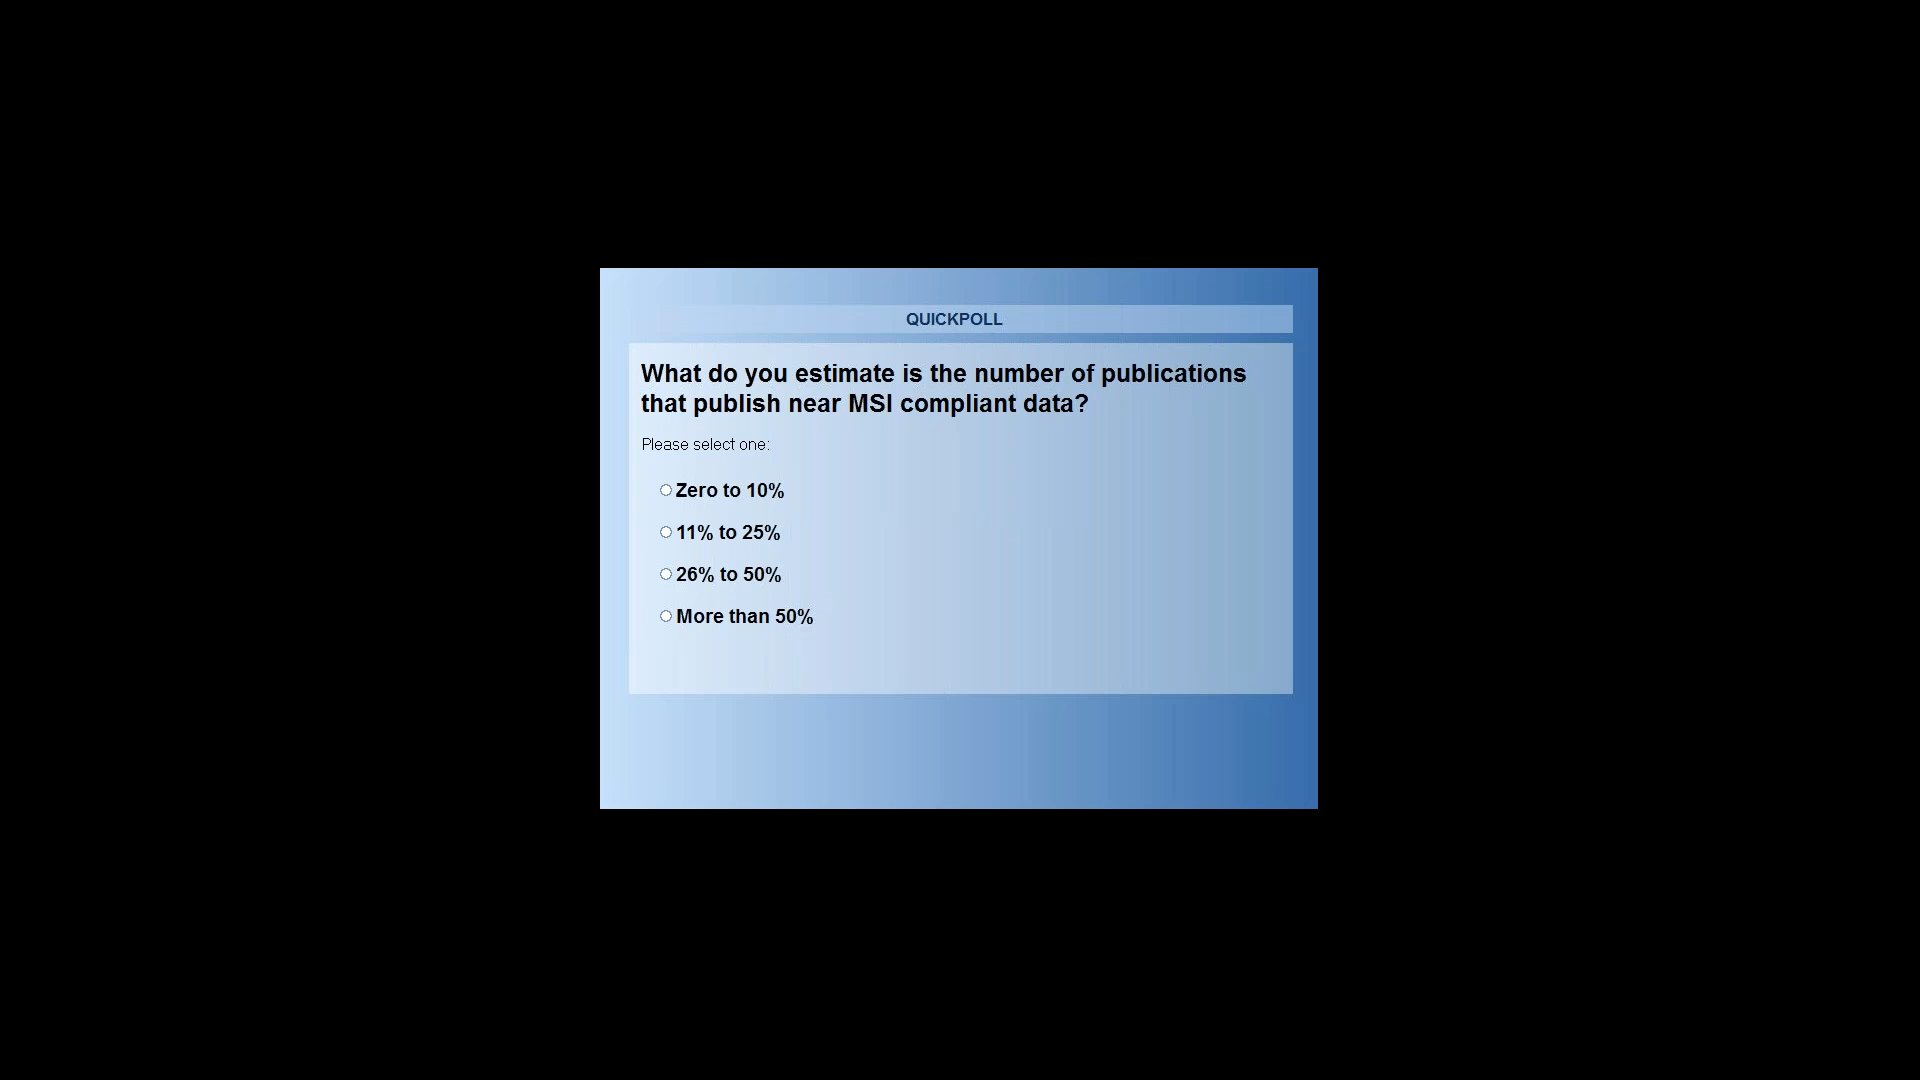 QUICKPOLL
What do you estimate is the number of publications
that publish near MSI compliant data?
Please select one:
Zero to 10%
11% to 25%
26% to 50%
More than 50%